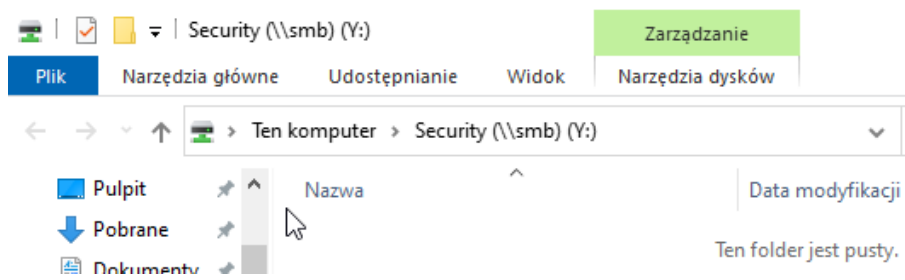 Security (\\smb) (Y:)
Zarządzanie
Plik Narzędzia główne Udostępnianie Widok Narzędzia dysków
Ten komputer > Security (\\smb) (Y:)
Pulpit
Nazwa Data modyfikacji
Pobrane
Ten folder jest pusty.
Dokumenty